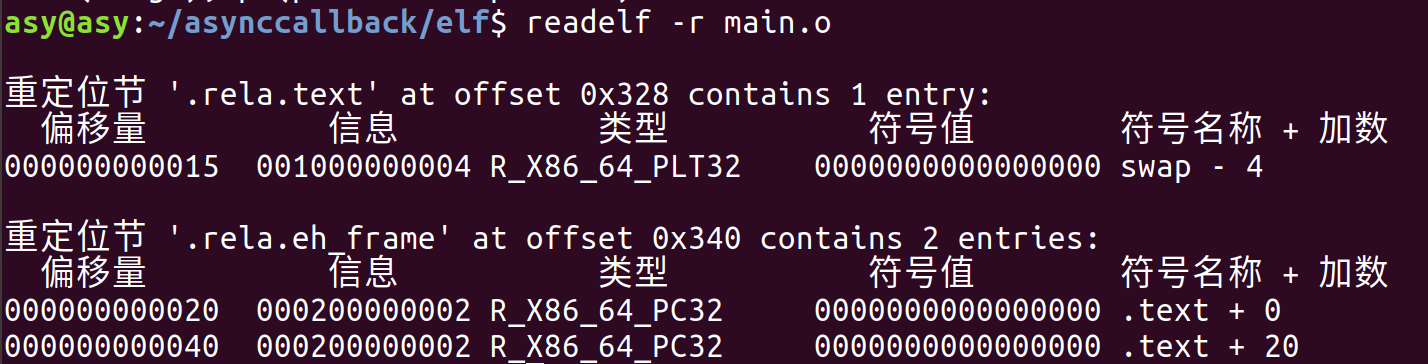 asy@asy:~/asynccallback/elf$ readelf -r main.o
重定位节 '.rela.text' at offset 0x328 contains 1 entry:
偏移量 信息 类型 符号值 符号名称 + 加数
000000000015 001000000004 R_X86_64_PLT32 0000000000000000 swap - 4
重定位节 '.rela.eh_frame' at offset 0x340 contains 2 entries:
偏移量 信息 类型 符号值 符号名称 + 加数
000000000020 000200000002 R_X86_64_PC32 0000000000000000 .text + 0
000000000040 000200000002 R_X86_64_PC32 0000000000000000 .text + 20